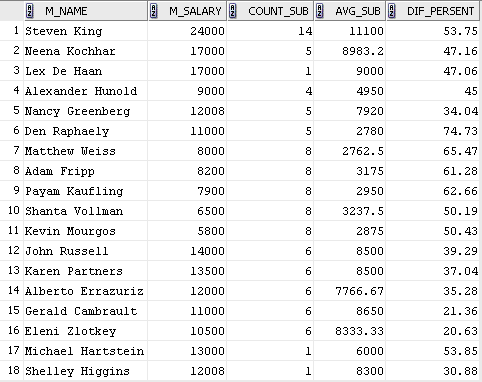 M_NAME M_SALARY COUNT_SUB AVG_SUB DIF_PERSENT
1 Steven King 24000 14 11100 53.75
2 Neena Kochhar 17000 5 8983.2 47.16
3 Lex De Haan 17000 1 9000 47.06
4 Alexander Hunold 9000 4 4950 45
5 Nancy Greenberg 12008 5 7920 34.04
6 Den Raphaely 11000 5 2780 74.73
7 Matthew Weiss 8000 8 2762.5 65.47
8 Adam Fripp 8200 8 3175 61.28
9 Payam Kaufling 7900 8 2950 62.66
10 Shanta Vollman 6500 8 3237.5 50.19
11 Kevin Mourgos 5800 8 2875 50.43
12 John Russell 14000 6 8500 39.29
13 Karen Partners 13500 6 8500 37.04
14 Alberto Errazuriz 12000 6 7766.67 35.28
15 Gerald Cambrault 11000 6 8650 21.36
16 Eleni Zlotkey 10500 6 8333.33 20.63
17 Michael Hartstein 13000 1 6000 53.85
18 Shelley Higgins 12008 1 8300 30.88